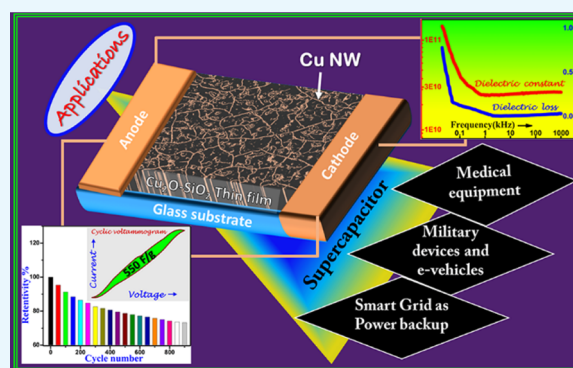 Applications
Cu NW
Anode
Cathode
Cu2O-SiO2 Thin film
Glass substrate
Supercapacitor
1E11
3E10
-1E10
1.0
0.5
0.0
Dielectric constant
Dielectric loss
0,1
10
1000
Frequency(kHz)
Medical
equipment
Military
devices and
e-vehicles
Smart Grid as
Power backup
Cyclic voltammogram
Current
550 F/g
Voltage
Retentivity %
120
100
80
60
0
200
400
600
800
Cycle number